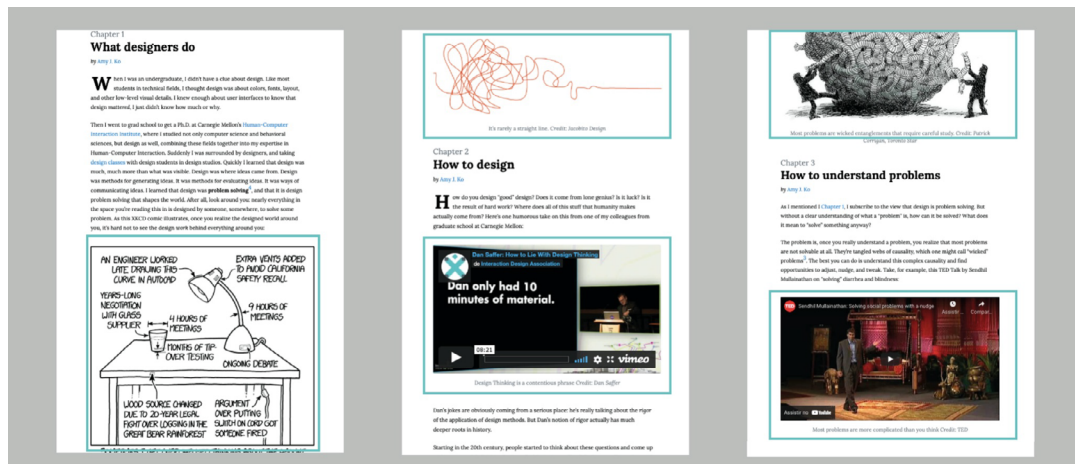 Chapter 1
What designers do
by Amy J. Ko
When I was an undergraduate, I didn't have a clue about design. Like most
students in technical fields, I thought design was about colors, fonts, layout,
and other low-level visual details. I knew enough about user interfaces to know that
design mattered, I just didn't know how much or why.
Then I went to grad school to get a Ph.D. at Carnegie Mellon's Human-Computer
Interaction Institute, where I studied not only computer science and behavioral
sciences, but design as well, combining these fields together into my expertise in
Human-Computer Interaction. Suddenly I was surrounded by designers, and taking
design classes with design students in design studios. Quickly I learned that design was
much, much more than what was visible. Design was where ideas came from. Design
was methods for generating ideas. It was methods for evaluating ideas. It was ways of
communicating ideas. I learned that design was problem solving, and that it is design
problem solving that shapes the world. After all, look around you: nearly everything in
the space you're reading this in is designed by someone, somewhere, to solve some
problem. As this XKCD comic illustrates, once you realize the designed world around
you, it's hard not to see the design work behind everything around you:
AN ENGINEER WORKED
LATE DRAWING THIS
CURVE IN AUTOCAD
EXTRA VENTS ADDED
TO AVOID CALIFORNIA
SAFETY RECALL
YEARS-LONG
NEGOTIATION
WITH GLASS
SUPPLIER
4 HOURS OF
MEETINGS
9 HOURS OF
MEETINGS
MONTHS OF TIP-
OVER TESTING
ONGOING DEBATE
WOOD SOURCE CHANGED
DUE TO 20-YEAR LEGAL
FIGHT OVER LOGGING IN THE
GREAT BEAR RAINFOREST
ARGUMENT
OVER PUTTING
SWITCH ON CORD GOT
SOMEONE FIRED
It's rarely a straight line. Credit: Jacoletto Design
Chapter 2
How to design
by Amy J. Ko
How do you design "good" design? Does it come from lone genius? Is it luck? Is it
the result of hard work? Where does all of this stuff that humanity makes
actually come from? Here's one humorous take on this from one of my colleagues from
graduate school at Carnegie Mellon:
Dan Saffer: How to Lie With Design Thinking
de Interaction Design Association
Dan only had 10
minutes of material.
09:21
vimeo
Design Thinking is a contentious phrase Credit: Dan Saffer
Dan's jokes are obviously coming from a serious place: he's really talking about the rigor
of the application of design methods. But Dan's notion of rigor actually has much
deeper roots in history.
Starting in the 20th century, people started to think about these questions and come up
Most problems are wicked entanglements that require careful study. Credit: Patrick
Corrigan, Toronto Star
Chapter 3
How to understand problems
by Amy J. Ko
As I mentioned I Chapter 1, I subscribe to the view that design is problem solving. But
without a clear understanding of what a "problem" is, how can it be solved? What does
it mean to "solve" something anyway?
The problem is, once you really understand a problem, you realize that most problems
are not solvable at all. They're tangled webs of causality, which one might call "wicked"
problems. The best you can do is understand this complex causality and find
opportunities to adjust, nudge, and tweak. Take, for example, this TED Talk by Sendhil
Mullainathan on "solving" diarrhea and blindness:
TED
Sendhil Mullainathan: Solving social problems with a nudge
Assistir ...
Compat...
Assistir no YouTube
Most problems are more complicated than you think Credit: TED